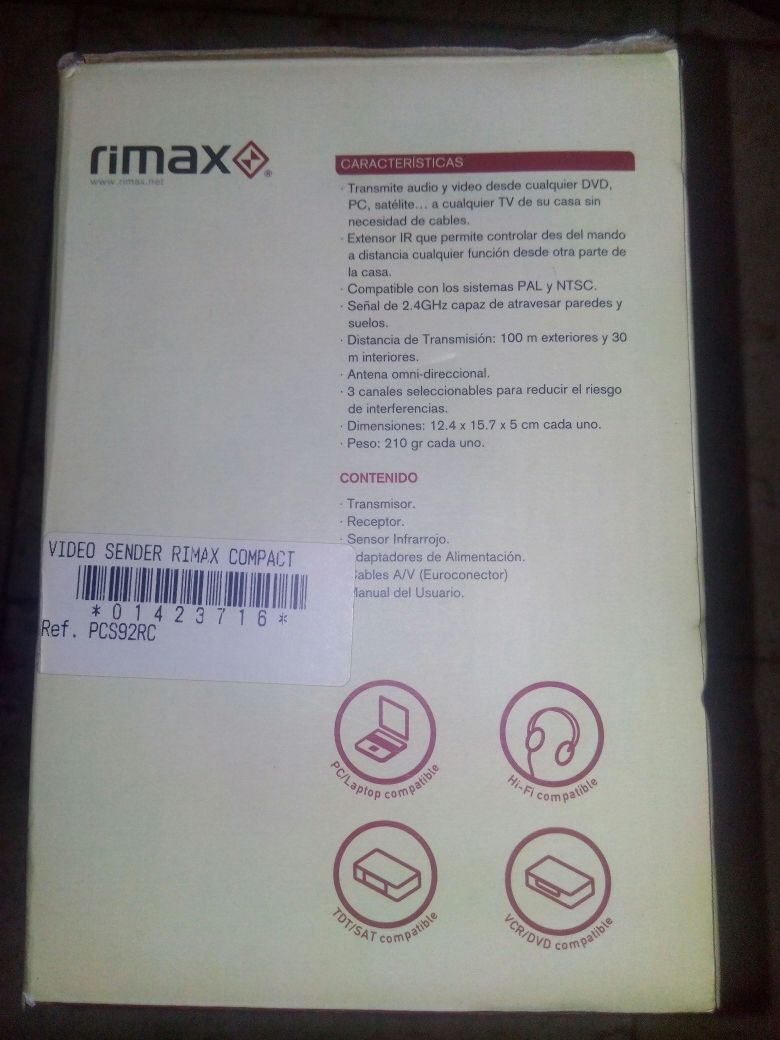 rimax®
www.rimax.net
CARACTERÍSTICAS
· Transmite audio y video desde cualquier DVD,
PC, satélite... a cualquier TV de su casa sin
necesidad de cables.
· Extensor IR que permite controlar des del mando
a distancia cualquier función desde otra parte de
la casa.
· Compatible con los sistemas PAL y NTSC.
· Señal de 2.4GHz capaz de atravesar paredes y
suelos.
· Distancia de Transmisión: 100 m exteriores y 30
m interiores.
· Antena omni-direccional.
· 3 canales seleccionables para reducir el riesgo
de interferencias.
· Dimensiones: 12.4 x 15.7 x 5 cm cada uno.
· Peso: 210 gr cada uno.
CONTENIDO
· Transmisor.
· Receptor.
· Sensor Infrarrojo.
daptadores de Alimentación.
ables A/V (Euroconector)
Manual del Usuario.
VIDEO SENDER RIMAX COMPACT
*01423716*
Ref. PCS92RC
PC/Laptop compatible
Hi-Fi compatible
TDT/SAT compatible
VCR/DVD compatible